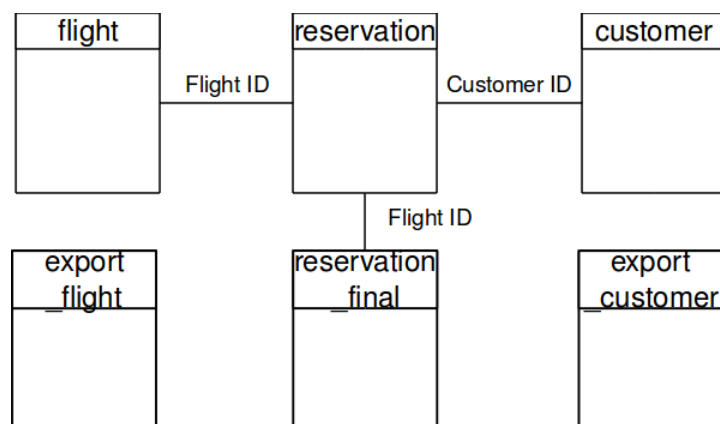 flight
reservation
customer
Flight ID
Customer ID
Flight ID
export
_flight
reservation
_final
export
_customer